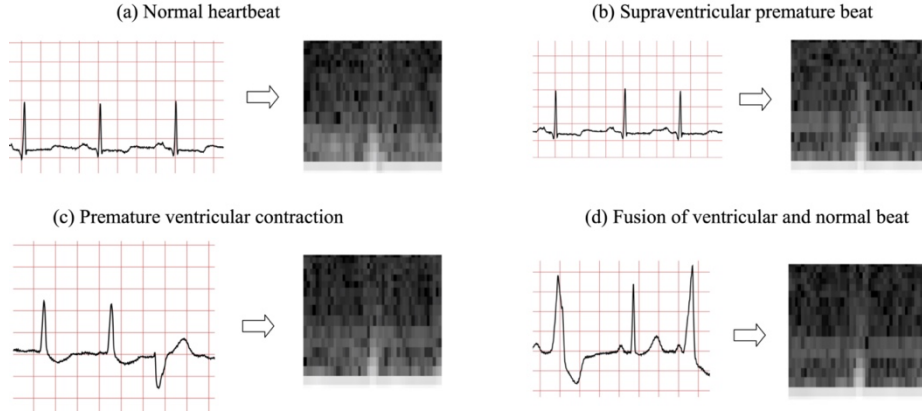 (a) Normal heartbeat
(b) Supraventricular premature beat
(c) Premature ventricular contraction
(d) Fusion of ventricular and normal beat